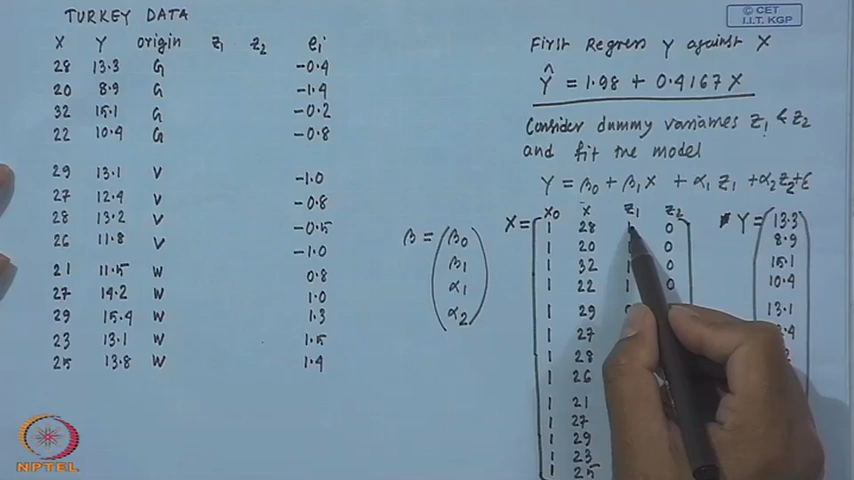 TURKEY DATA
X Y origin Z₁ Z₂ eᵢ
28 13.3 G -0.4
20 8.9 G -1.4
32 15.1 G -0.2
22 10.4 G -0.8
29 13.1 V -1.0
27 12.4 V -0.8
28 13.2 V -0.5
26 11.8 V -1.0
21 11.5 W 0.8
27 14.2 W 1.0
29 15.4 W 1.3
23 13.1 W 1.5
25 13.8 W 1.4
© CET
I.I.T. KGP
First Regress Y against X
Ŷ = 1.98 + 0.4167 X
Consider dummy variables Z₁ & Z₂
and fit the model
Y = β₀ + β₁ X + α₁ Z₁ + α₂ Z₂ + ε
β = (β₀
β₁
α₁
α₂)
X =
X₀ X Z₁ Z₂
1 28 1 0
1 20 1 0
1 32 1 0
1 22 1 0
1 29 0
1 27
1 28
1 26
1 21
1 27
1 29
1 23
1 25
Y =
13.3
8.9
15.1
10.4
13.1
NPTEL